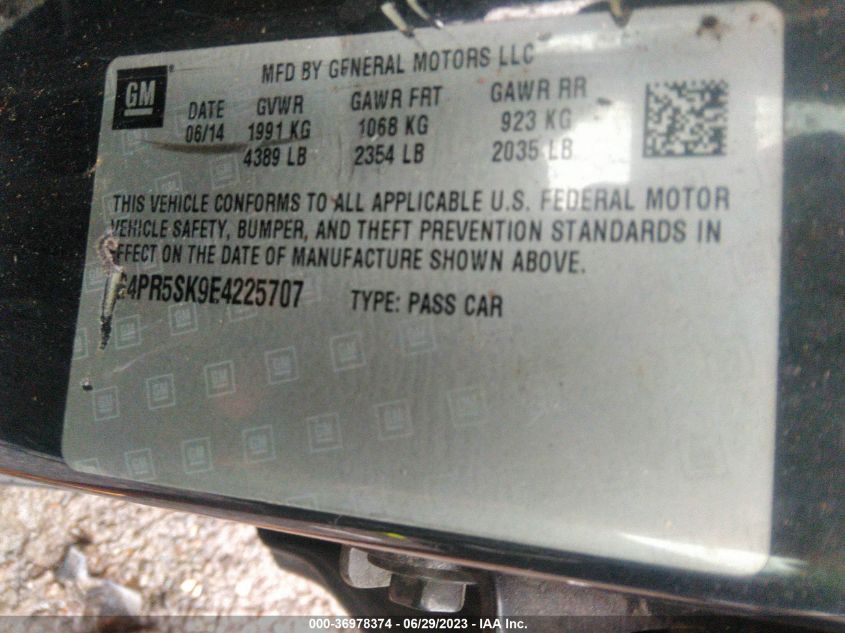 GM ® MFD BY GENERAL MOTORS LLC
DATE GVWR GAWR FRT GAWR RR
06/14 1991 KG 1068 KG 923 KG
4389 LB 2354 LB 2035 LB
THIS VEHICLE CONFORMS TO ALL APPLICABLE U.S. FEDERAL MOTOR
VEHICLE SAFETY, BUMPER, AND THEFT PREVENTION STANDARDS IN
EFFECT ON THE DATE OF MANUFACTURE SHOWN ABOVE.
G4PR5SK9E4225707 TYPE: PASS CAR
000-36978374 / 06/29/2023 - IAA Inc.